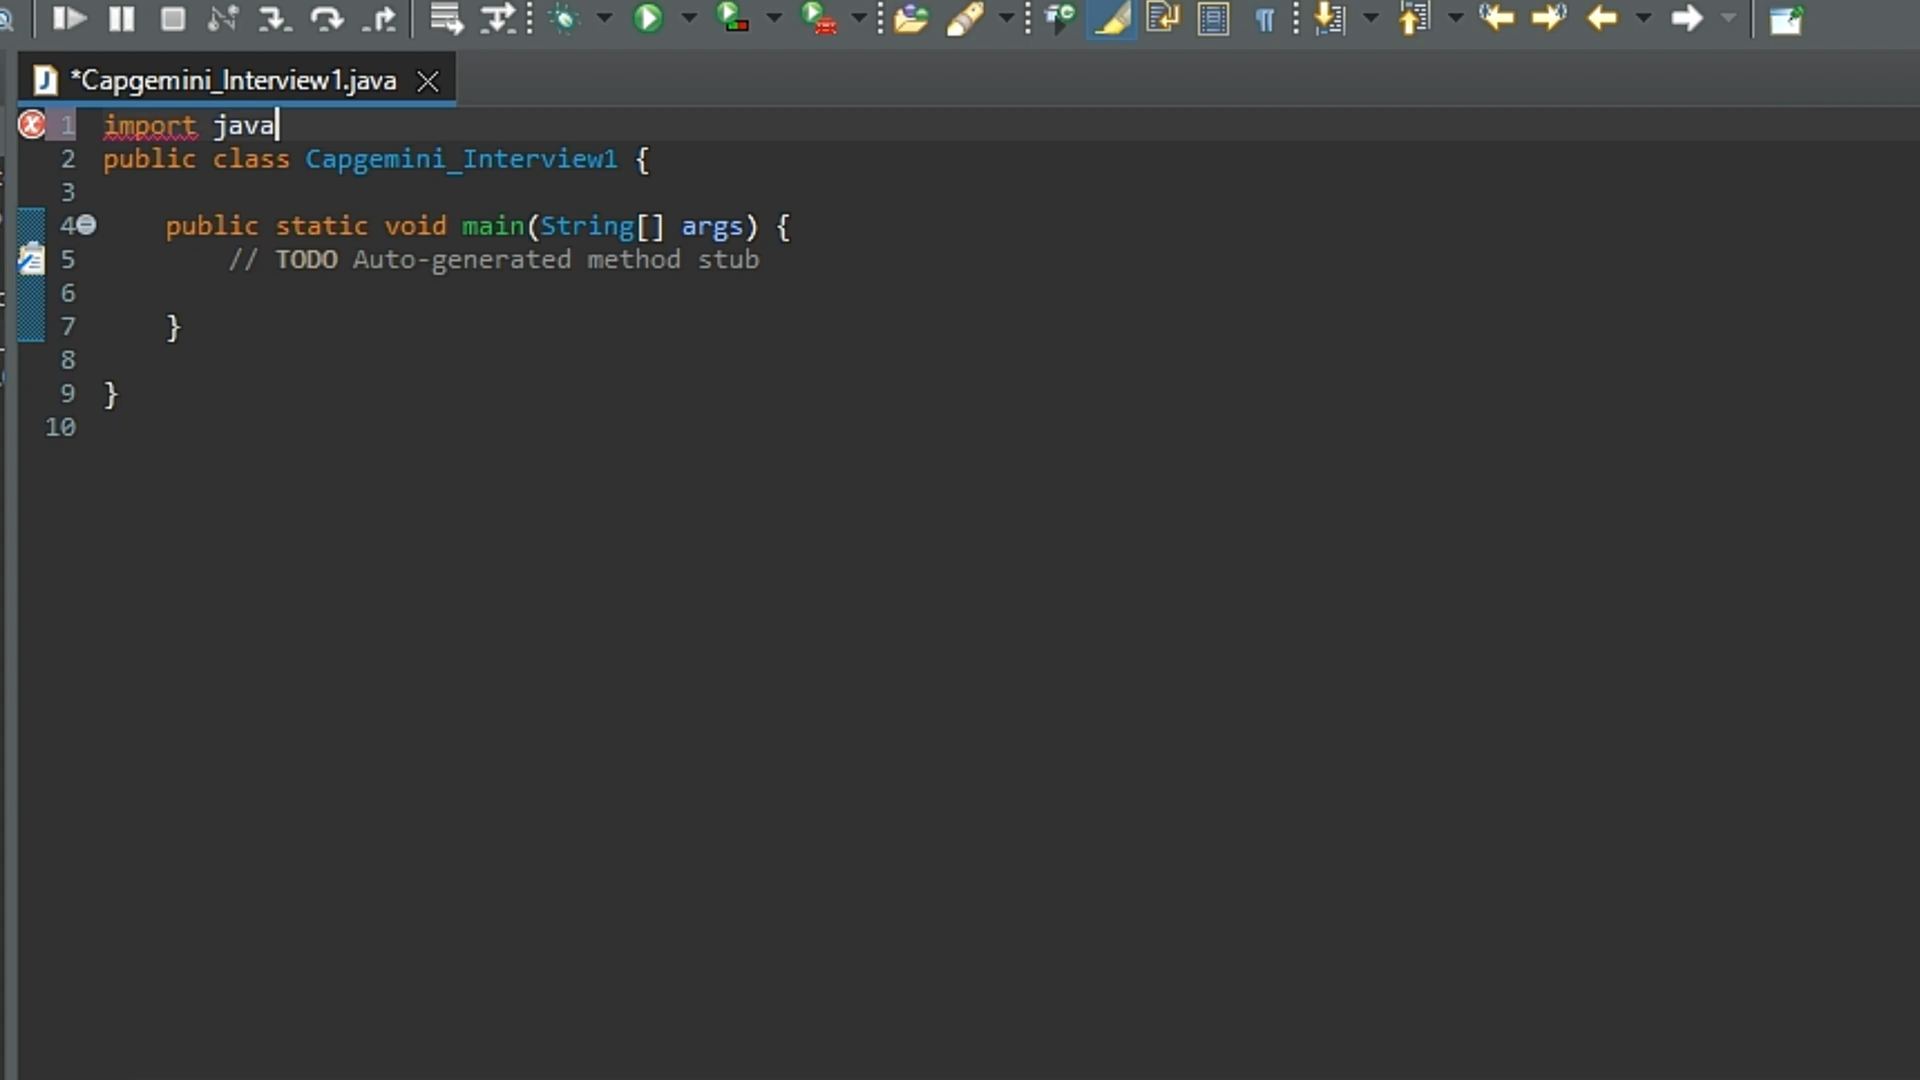 *Capgemini_Interview1.java
1 import java
2 public class Capgemini_Interview1 {
3
4 public static void main(String[] args) {
5 // TODO Auto-generated method stub
6
7 }
8
9 }
10